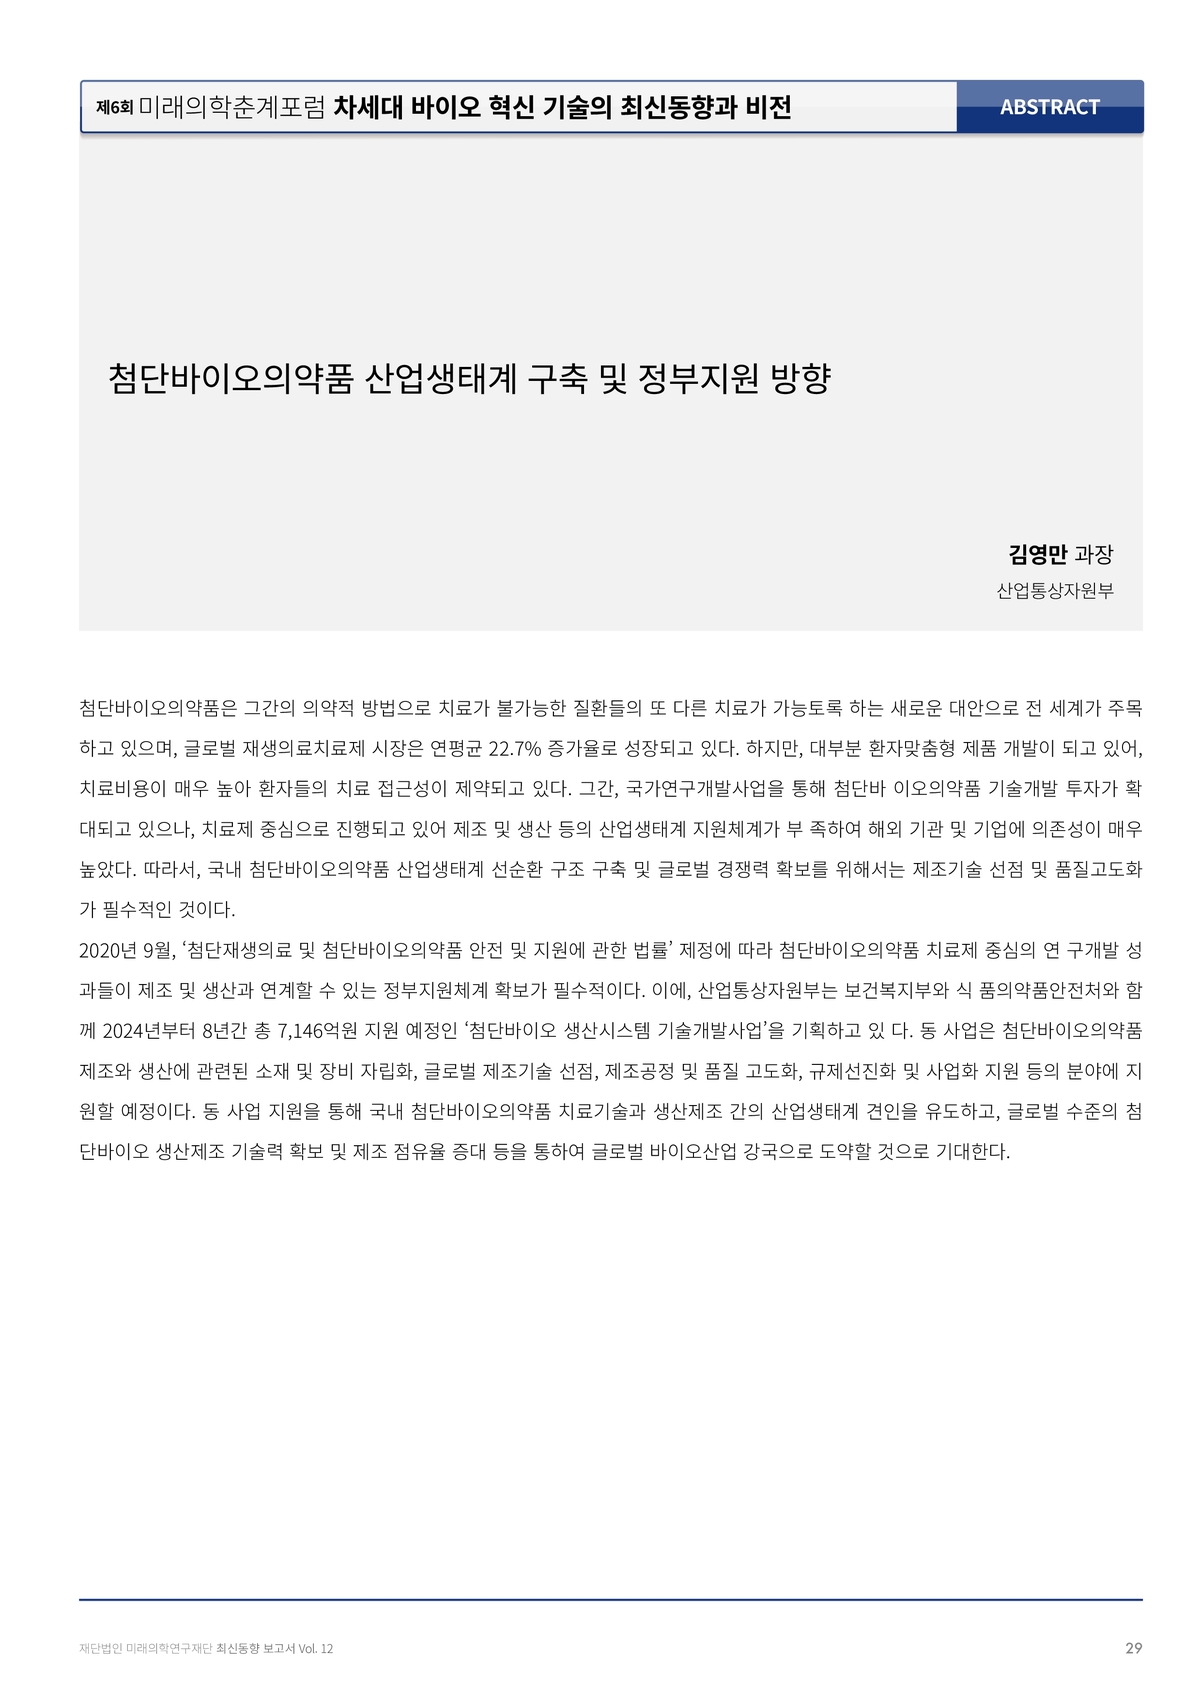 제6회 미래의학춘계포럼 차세대 바이오 혁신 기술의 최신동향과 비전
ABSTRACT
첨단바이오의약품 산업생태계 구축 및 정부지원 방향
김영만 과장
산업통상자원부
첨단바이오의약품은 그간의 의약적 방법으로 치료가 불가능한 질환들의 또 다른 치료가 가능토록 하는 새로운 대안으로 전 세계가 주목
하고 있으며, 글로벌 재생의료치료제 시장은 연평균 22.7% 증가율로 성장되고 있다. 하지만, 대부분 환자맞춤형 제품 개발이 되고 있어,
치료비용이 매우 높아 환자들의 치료 접근성이 제약되고 있다. 그간, 국가연구개발사업을 통해 첨단바 이오의약품 기술개발 투자가 확
대되고 있으나, 치료제 중심으로 진행되고 있어 제조 및 생산 등의 산업생태계 지원체계가 부 족하여 해외 기관 및 기업에 의존성이 매우
높았다. 따라서, 국내 첨단바이오의약품 산업생태계 선순환 구조 구축 및 글로벌 경쟁력 확보를 위해서는 제조기술 선점 및 품질고도화
가 필수적인 것이다.
2020년 9월, ‘첨단재생의료 및 첨단바이오의약품 안전 및 지원에 관한 법률’ 제정에 따라 첨단바이오의약품 치료제 중심의 연 구개발 성
과들이 제조 및 생산과 연계할 수 있는 정부지원체계 확보가 필수적이다. 이에, 산업통상자원부는 보건복지부와 식 품의약품안전처와 함
께 2024년부터 8년간 총 7,146억원 지원 예정인 ‘첨단바이오 생산시스템 기술개발사업’을 기획하고 있 다. 동 사업은 첨단바이오의약품
제조와 생산에 관련된 소재 및 장비 자립화, 글로벌 제조기술 선점, 제조공정 및 품질 고도화, 규제선진화 및 사업화 지원 등의 분야에 지
원할 예정이다. 동 사업 지원을 통해 국내 첨단바이오의약품 치료기술과 생산제조 간의 산업생태계 견인을 유도하고, 글로벌 수준의 첨
단바이오 생산제조 기술력 확보 및 제조 점유율 증대 등을 통하여 글로벌 바이오산업 강국으로 도약할 것으로 기대한다.
재단법인 미래의학연구재단 최신동향 보고서 Vol. 12
29